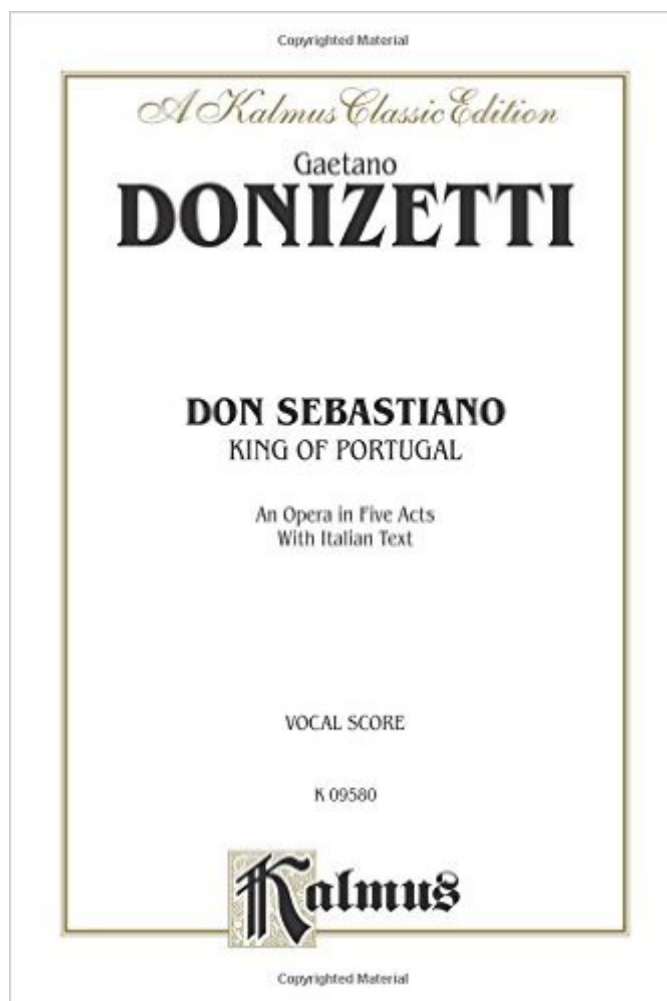 Copyrighted Material
A Kalmus Classic Edition
Gaetano
DONIZETTI
DON SEBASTIANO
KING OF PORTUGAL
An Opera in Five Acts
With Italian Text
VOCAL SCORE
K 09580
Kalmus
Copyrighted Material